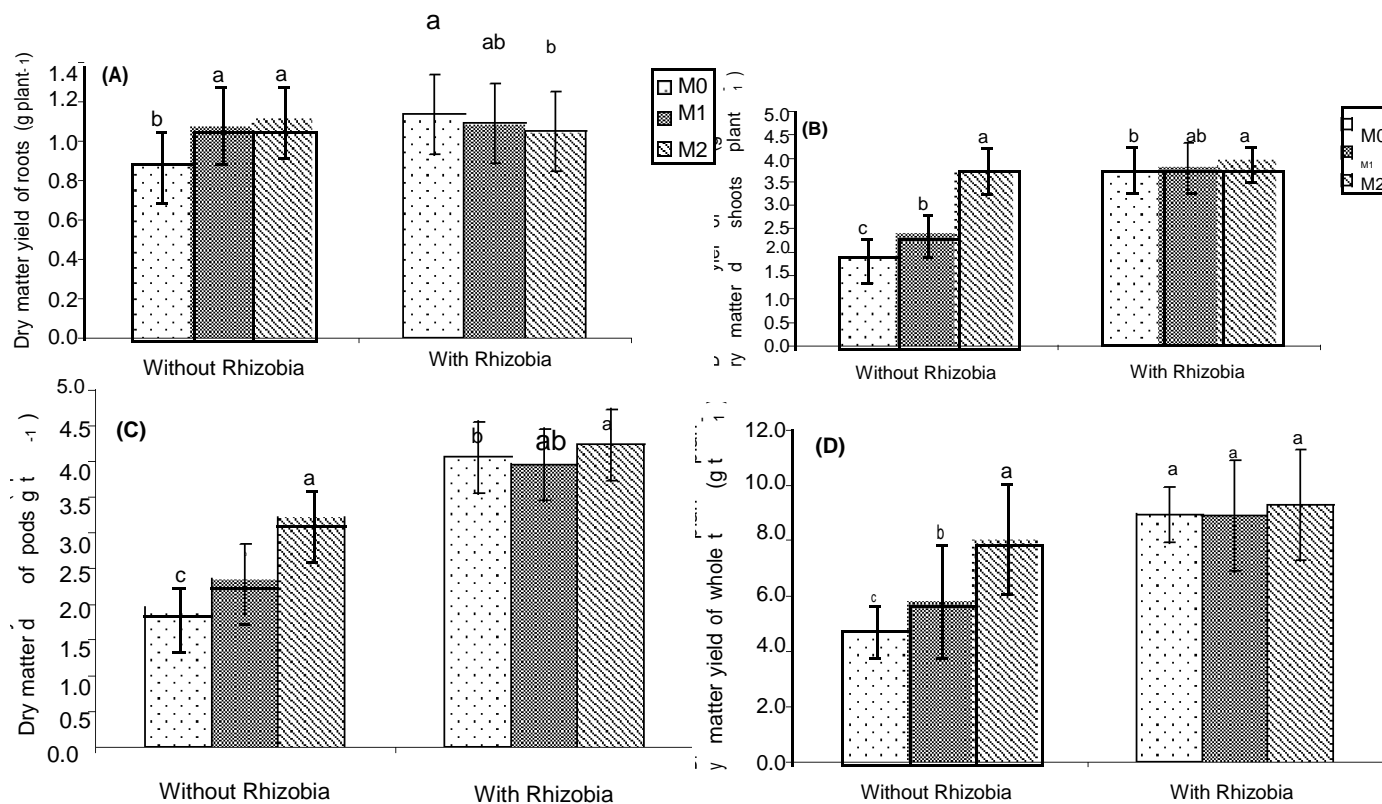 Dry matter yield of roots (g plant-1)
1.4
1.2
1.0
0.8
0.6
0.4
0.2
0.0
(A)
b
a
a
a
ab
b
Without Rhizobia
With Rhizobia
M0
M1
M2
ry matter d shoots plant 1)
5.0
4.5
4.0
3.5
3.0
2.5
2.0
1.5
1.0
0.5
0.0
(B)
c
b
a
b
ab
a
Without Rhizobia
With Rhizobia
M0
M1
M2
Dry matter d of pods (g t -1 )
5.0
4.5
4.0
3.5
3.0
2.5
2.0
1.5
1.0
0.5
0.0
(C)
c
a
b
ab
a
Without Rhizobia
With Rhizobia
y matter yield of whole t (g t 1 )
12.0
10.0
8.0
6.0
4.0
2.0
0.0
(D)
c
b
a
a
a
a
Without Rhizobia
With Rhizobia